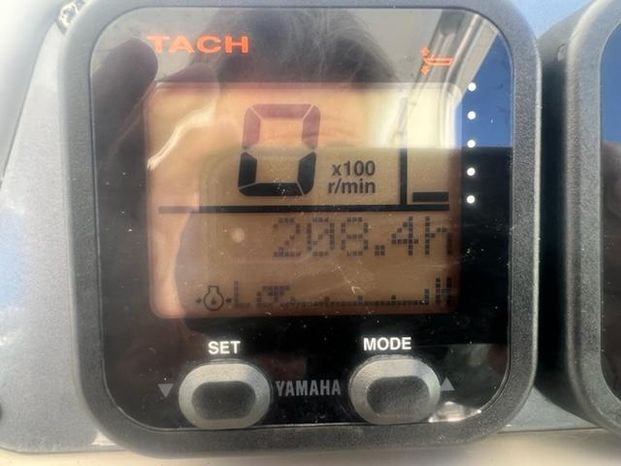 TACH
0 x100
r/min
208.4h
L H
SET MODE
YAMAHA